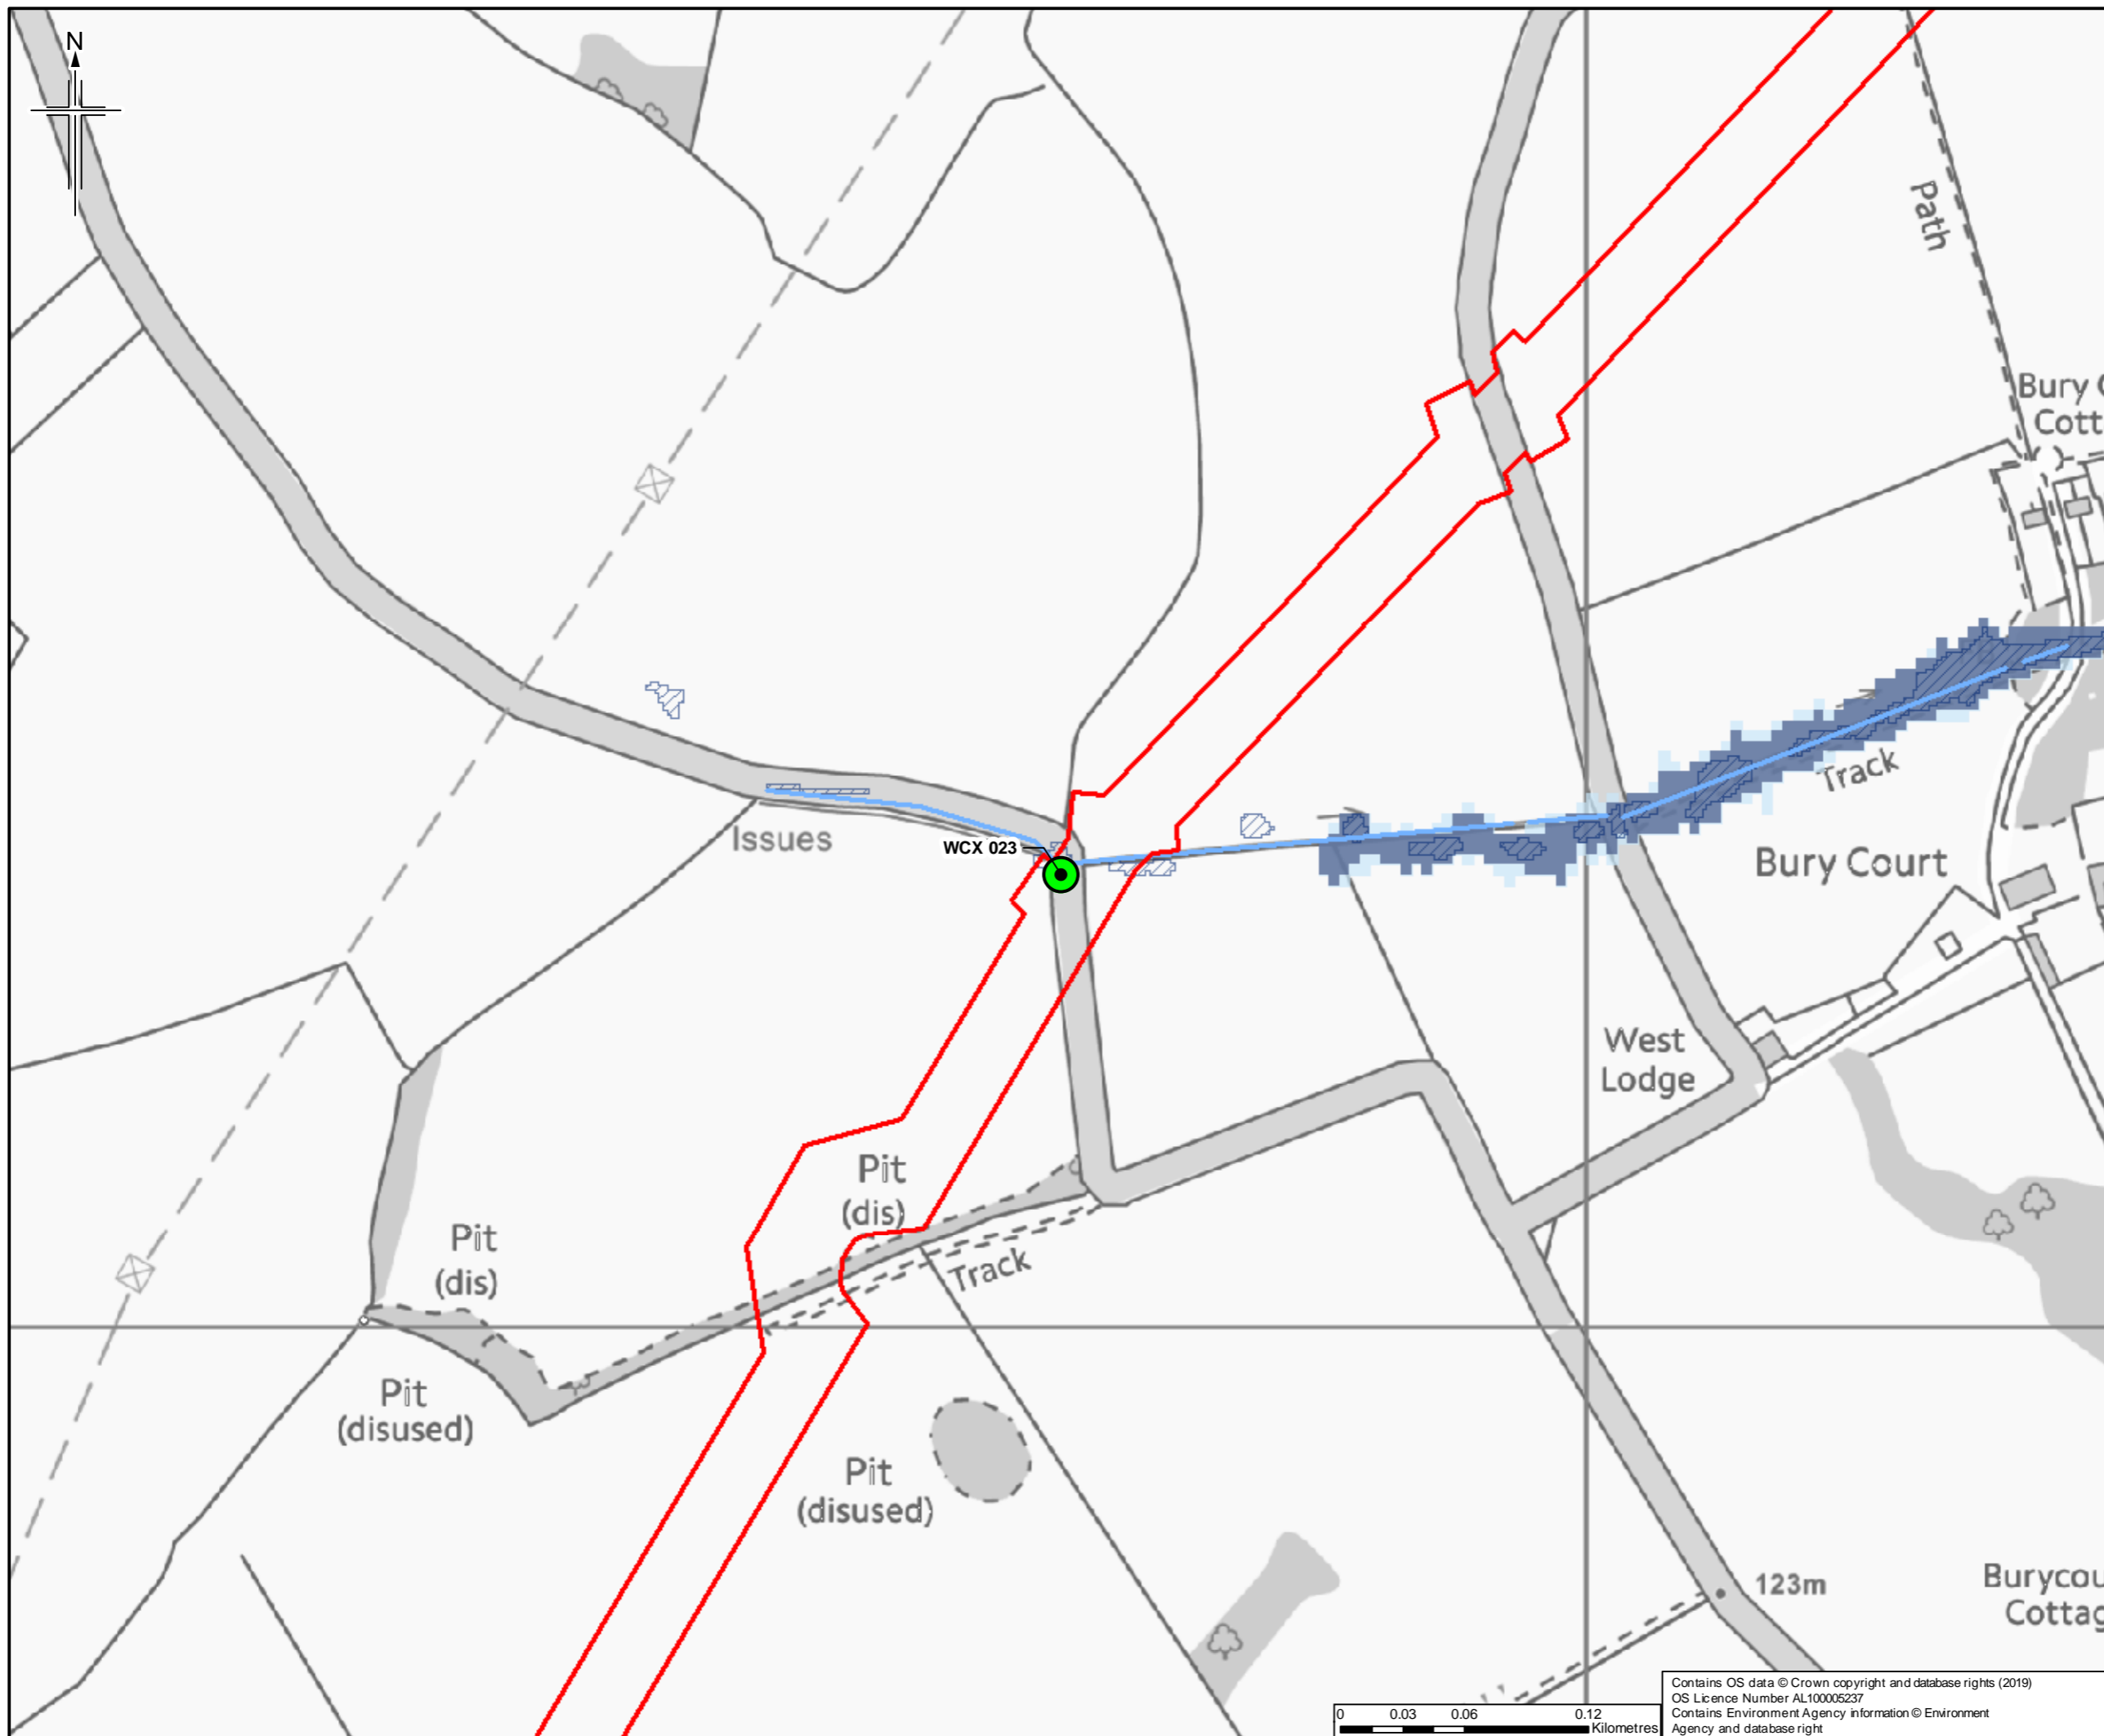 N
Path
Bury C
Cott
Track
Issues
WCX 023
Bury Court
West
Lodge
Pit
(dis)
Pit
(dis)
Track
Pit
(disused)
Pit
(disused)
123m
Burycou
Cottag
Contains OS data © Crown copyright and database rights (2019)
OS Licence Number AL100005237
Contains Environment Agency information © Environment
Agency and database right
0 0.03 0.06 0.12
Kilometres